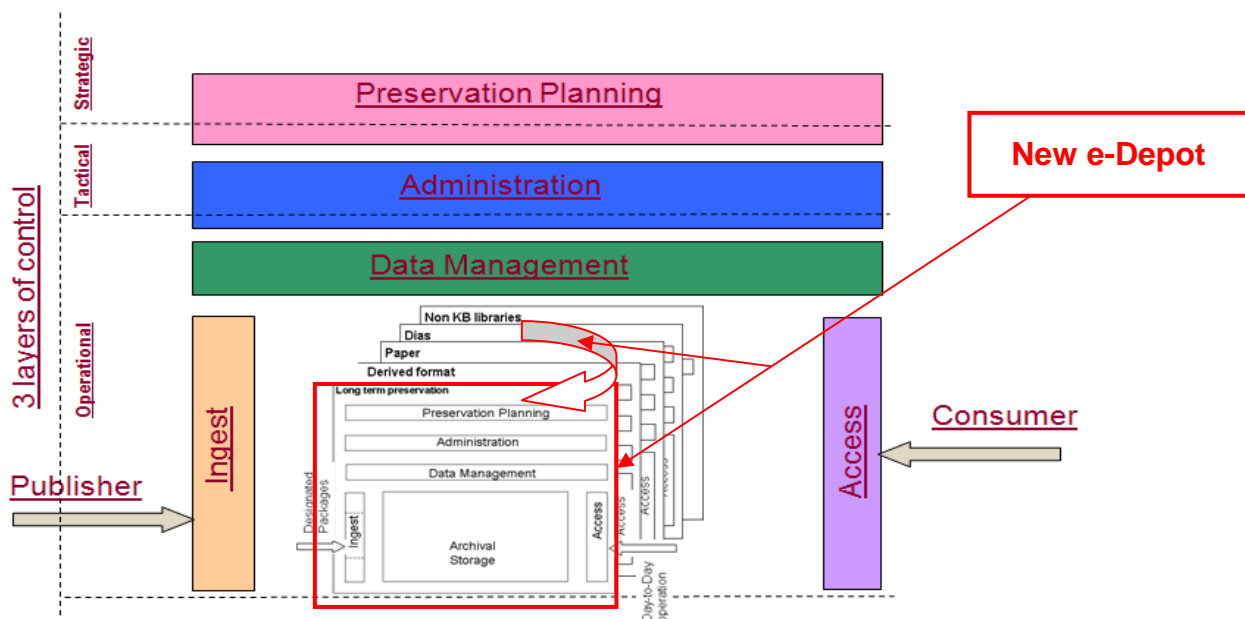 3 layers of control
Strategic
Tactical
Operational
Preservation Planning
Administration
Data Management
New e-Depot
Publisher
Ingest
Non KB libraries
Dias
Paper
Derived format
Long term preservation
Preservation Planning
Administration
Data Management
Designated
Packages
Ingest
Archival
Storage
Access
Access
Access
Access
Day-to-Day
operation
Access
Consumer